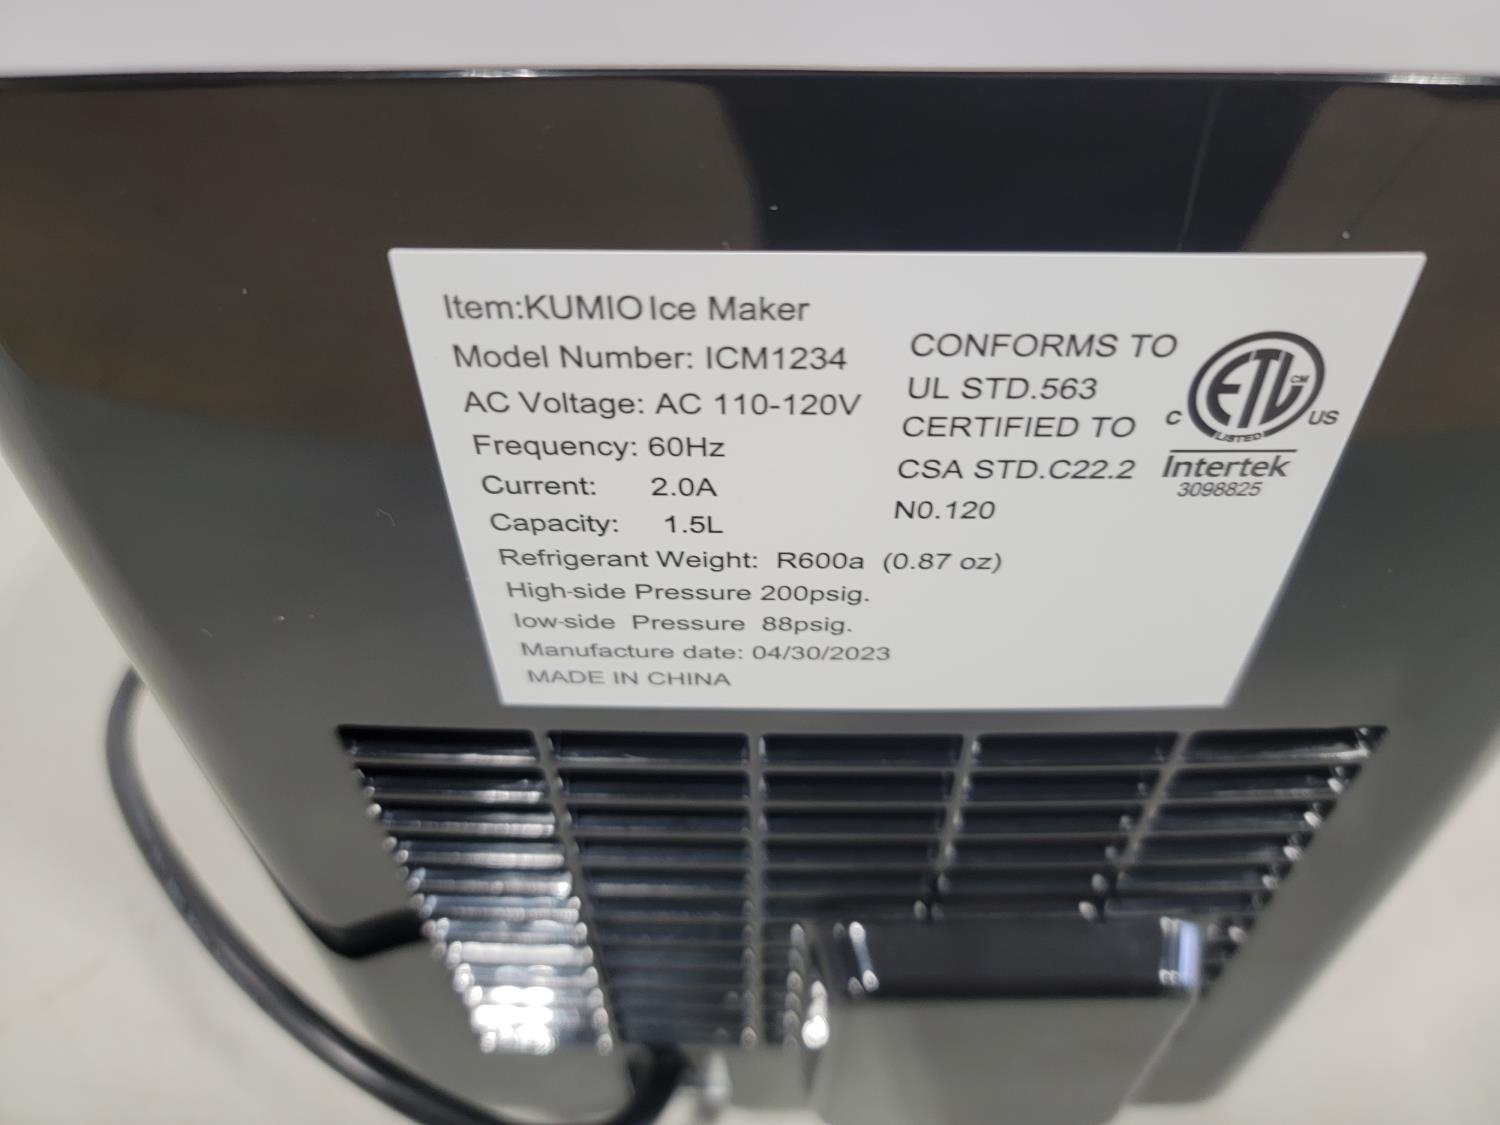 Item:KUMIO Ice Maker
Model Number: ICM1234
AC Voltage: AC 110-120V
Frequency: 60Hz
Current: 2.0A
Capacity: 1.5L
Refrigerant Weight: R600a (0.87 oz)
High-side Pressure 200psig.
low-side Pressure 88psig.
Manufacture date: 04/30/2023
MADE IN CHINA
CONFORMS TO
UL STD.563
CERTIFIED TO
CSA STD.C22.2
N0.120
ETL CM
C US
LISTED
Intertek
3098825